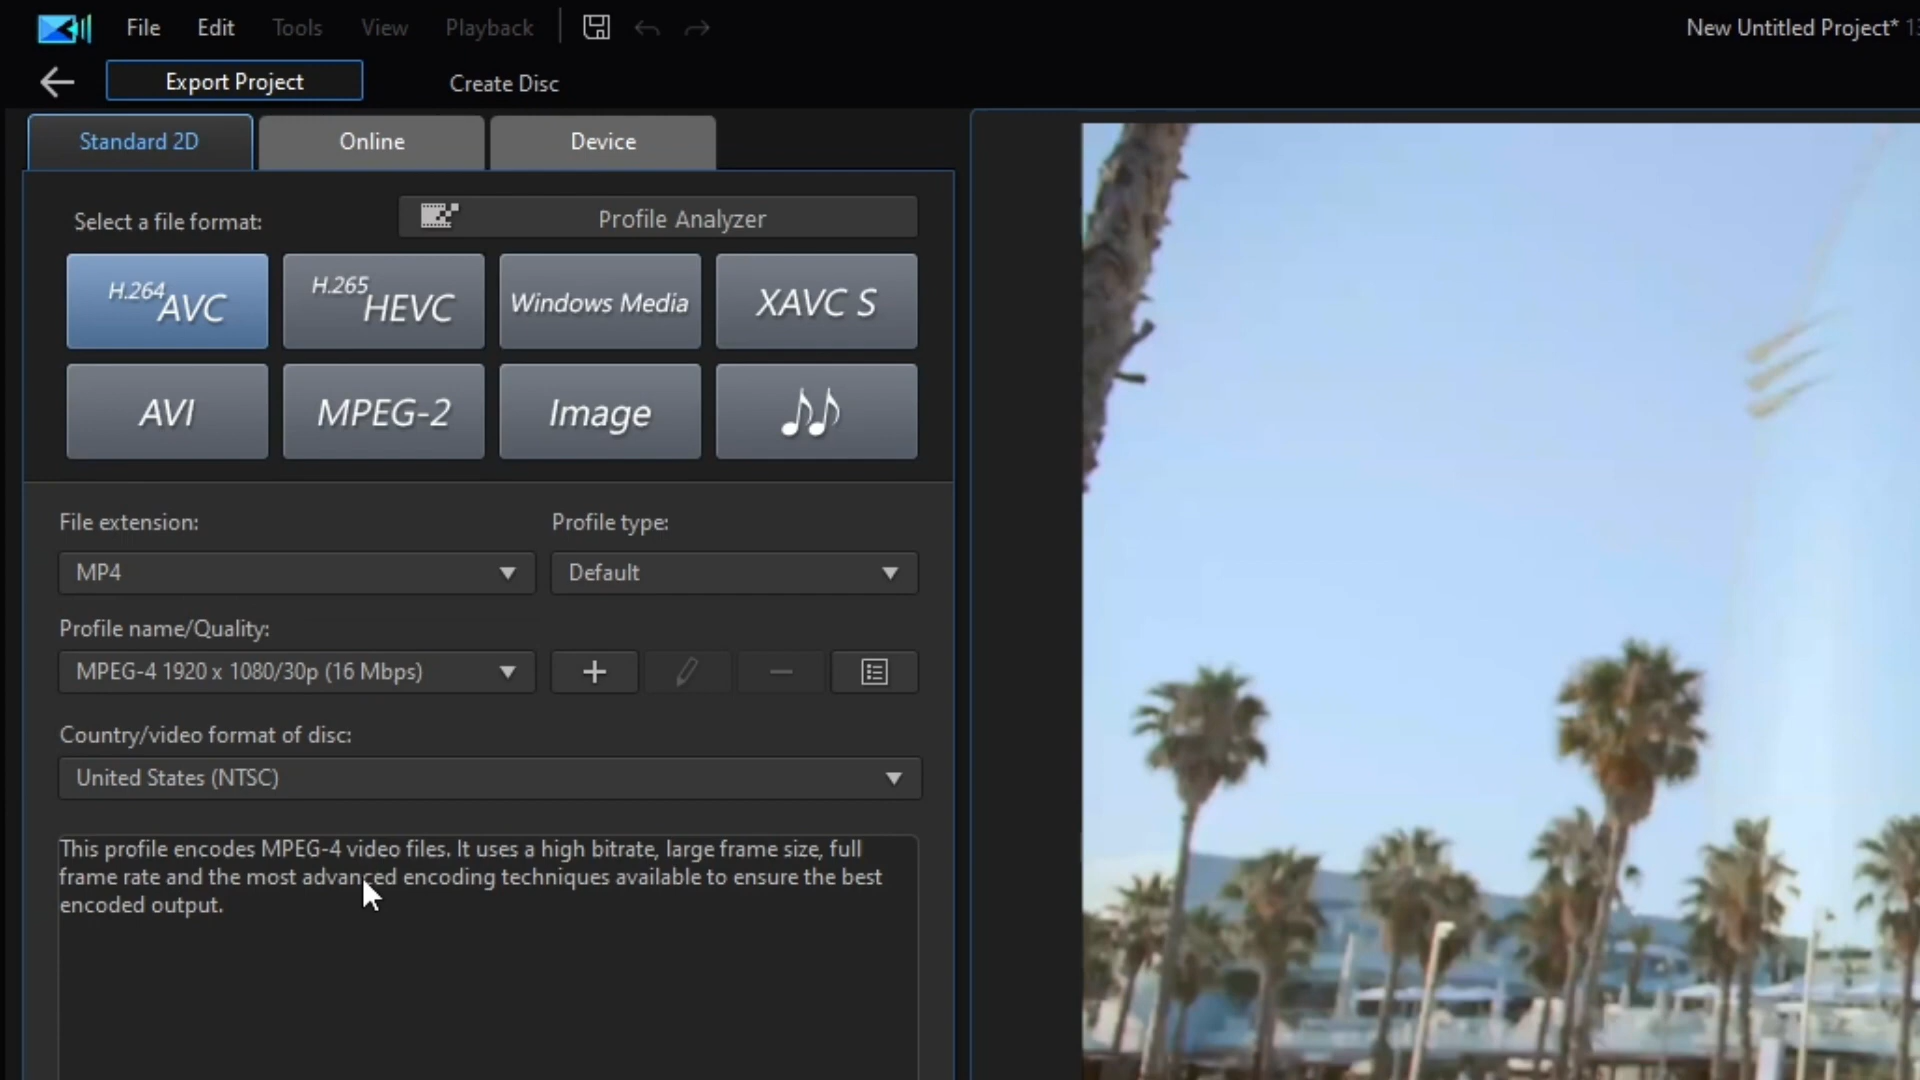 File Edit Tools View Playback
New Untitled Project*
Export Project Create Disc
Standard 2D Online Device
Select a file format: Profile Analyzer
H.264 AVC H.265 HEVC Windows Media XAVC S
AVI MPEG-2 Image
File extension: Profile type:
MP4 Default
Profile name/Quality:
MPEG-4 1920 x 1080/30p (16 Mbps)
Country/video format of disc:
United States (NTSC)
This profile encodes MPEG-4 video files. It uses a high bitrate, large frame size, full
frame rate and the most advanced encoding techniques available to ensure the best
encoded output.